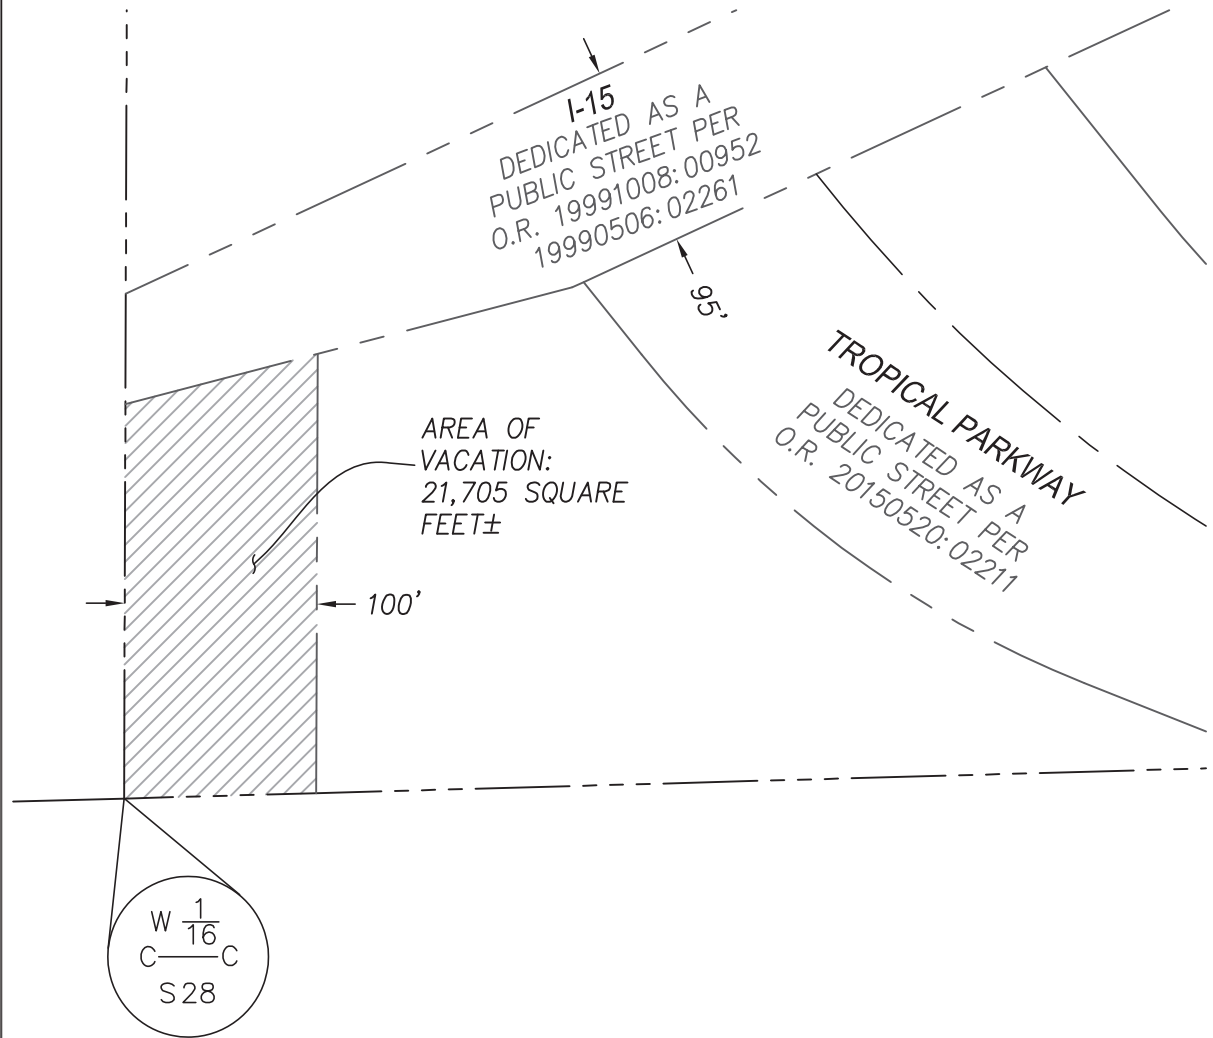 I-15
DEDICATED AS A
PUBLIC STREET PER
O.R. 19991008:00952
19990506:02261
95'
TROPICAL PARKWAY
DEDICATED AS A
PUBLIC STREET PER
O.R. 20150520:02211
AREA OF
VACATION:
21,705 SQUARE
FEET±
100'
W 1/16
C C
S28